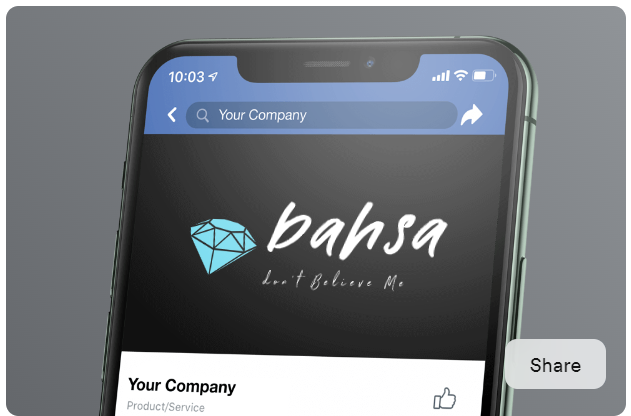 10:03
Your Company
bahsa
don't Believe Me
Your Company
Product/Service
Share